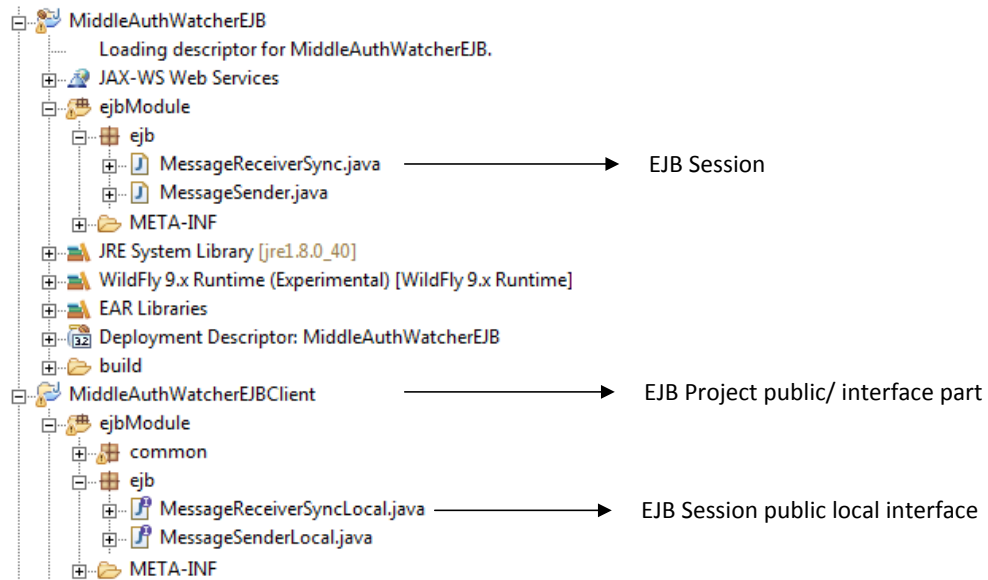 MiddleAuthWatcherEJB
Loading descriptor for MiddleAuthWatcherEJB.
JAX-WS Web Services
ejbModule
ejb
MessageReceiverSync.java EJB Session
MessageSender.java
META-INF
JRE System Library [jre1.8.0_40]
WildFly 9.x Runtime (Experimental) [WildFly 9.x Runtime]
EAR Libraries
Deployment Descriptor: MiddleAuthWatcherEJB
build
MiddleAuthWatcherEJBClient EJB Project public/ interface part
ejbModule
common
ejb
MessageReceiverSyncLocal.java EJB Session public local interface
MessageSenderLocal.java
META-INF